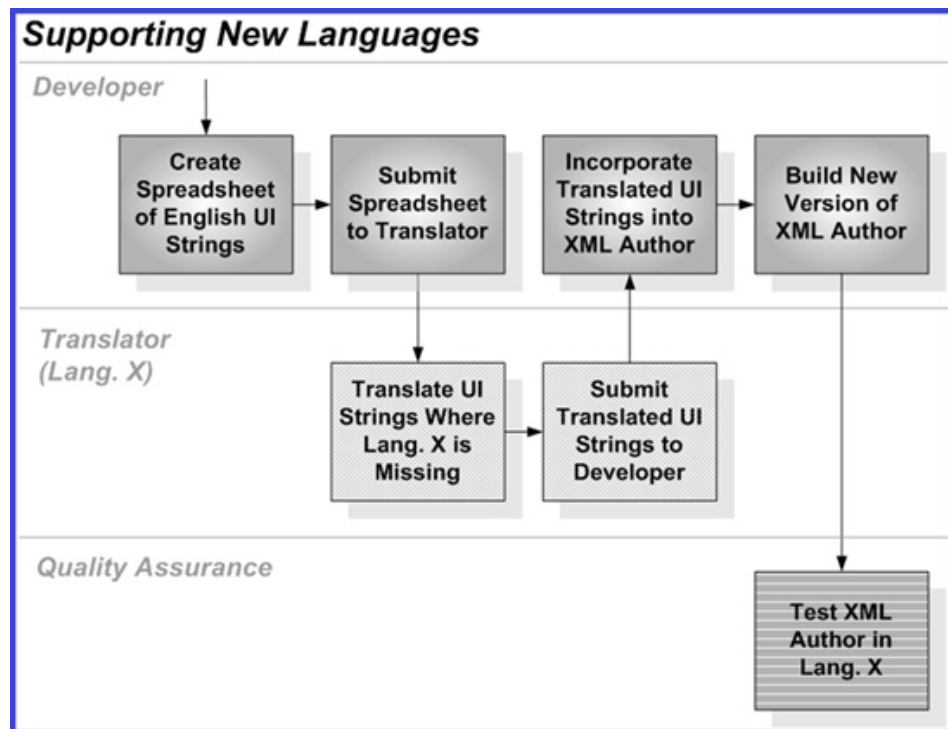 Supporting New Languages
Developer
Create
Spreadsheet
of English UI
Strings
Submit
Spreadsheet
to Translator
Incorporate
Translated UI
Strings into
XML Author
Build New
Version of
XML Author
Translator
(Lang. X)
Translate UI
Strings Where
Lang. X is
Missing
Submit
Translated UI
Strings to
Developer
Quality Assurance
Test XML
Author in
Lang. X